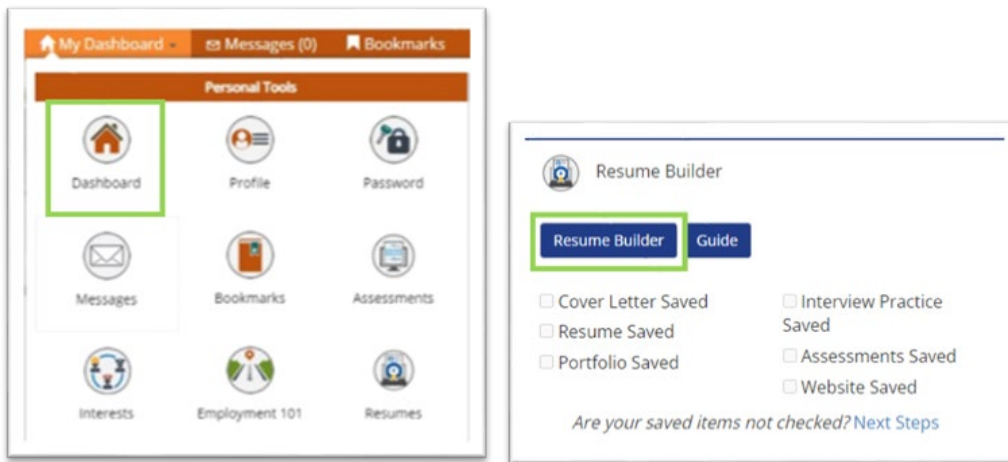 My Dashboard Messages (0) Bookmarks
Personal Tools
Dashboard Profile Password
Messages Bookmarks Assessments
Interests Employment 101 Resumes
Resume Builder
Resume Builder Guide
Cover Letter Saved
Resume Saved
Portfolio Saved
Interview Practice
Saved
Assessments Saved
Website Saved
Are your saved items not checked? Next Steps